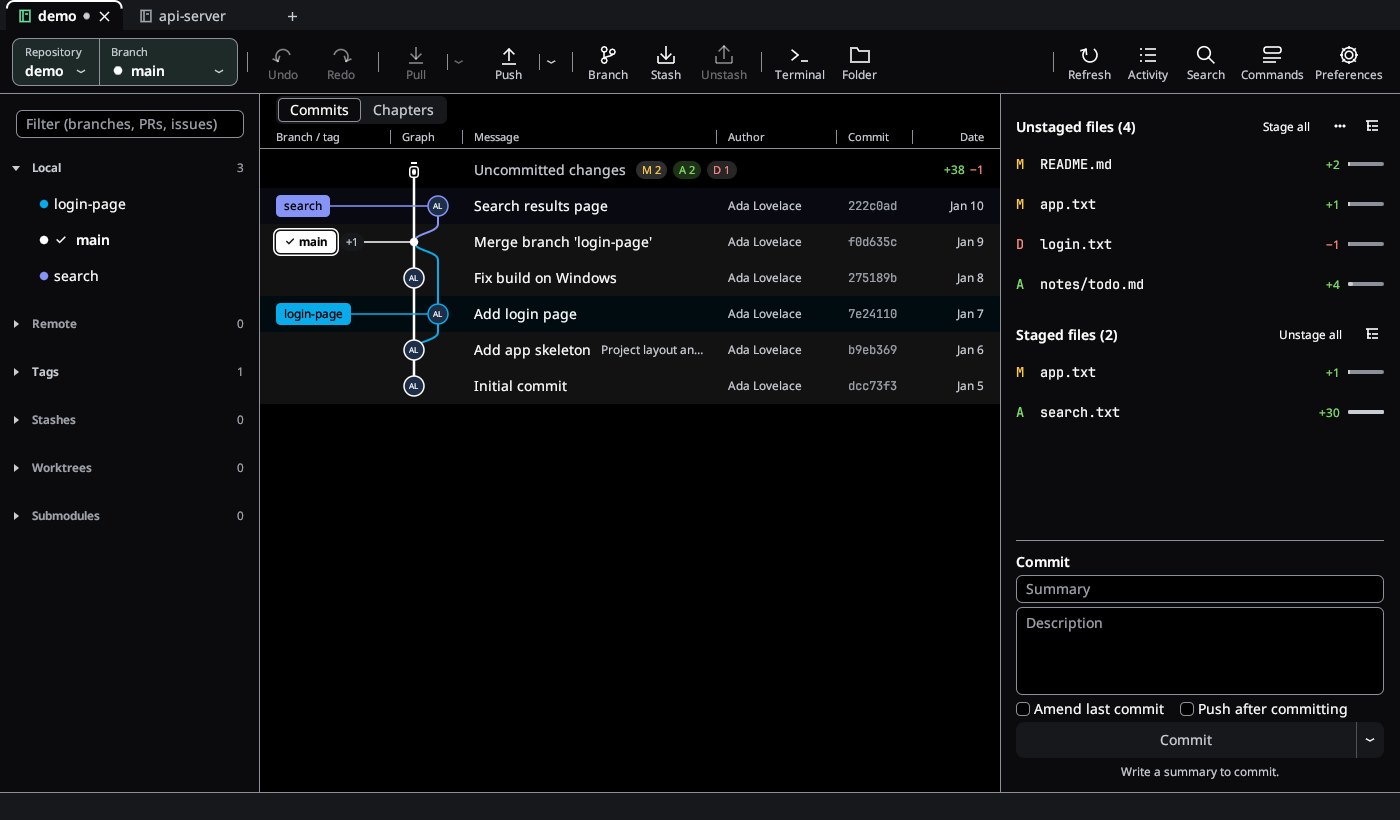 demo
api-server
Repository
demo
Branch
main
Undo
Redo
Pull
Push
Branch
Stash
Unstash
Terminal
Folder
Refresh
Activity
Search
Commands
Preferences
Filter (branches, PRs, issues)
Local 3
login-page
main
search
Remote 0
Tags 1
Stashes 0
Worktrees 0
Submodules 0
Commits Chapters
Branch / tag Graph Message Author Commit Date
Uncommitted changes M 2 A 2 D 1 +38 −1
search AL Search results page Ada Lovelace 222c0ad Jan 10
main +1 Merge branch 'login-page' Ada Lovelace f0d635c Jan 9
AL Fix build on Windows Ada Lovelace 275189b Jan 8
login-page AL Add login page Ada Lovelace 7e24110 Jan 7
AL Add app skeleton Project layout an... Ada Lovelace b9eb369 Jan 6
AL Initial commit Ada Lovelace dcc73f3 Jan 5
Unstaged files (4) Stage all
M README.md +2
M app.txt +1
D login.txt −1
A notes/todo.md +4
Staged files (2) Unstage all
M app.txt +1
A search.txt +30
Commit
Summary
Description
Amend last commit Push after committing
Commit
Write a summary to commit.